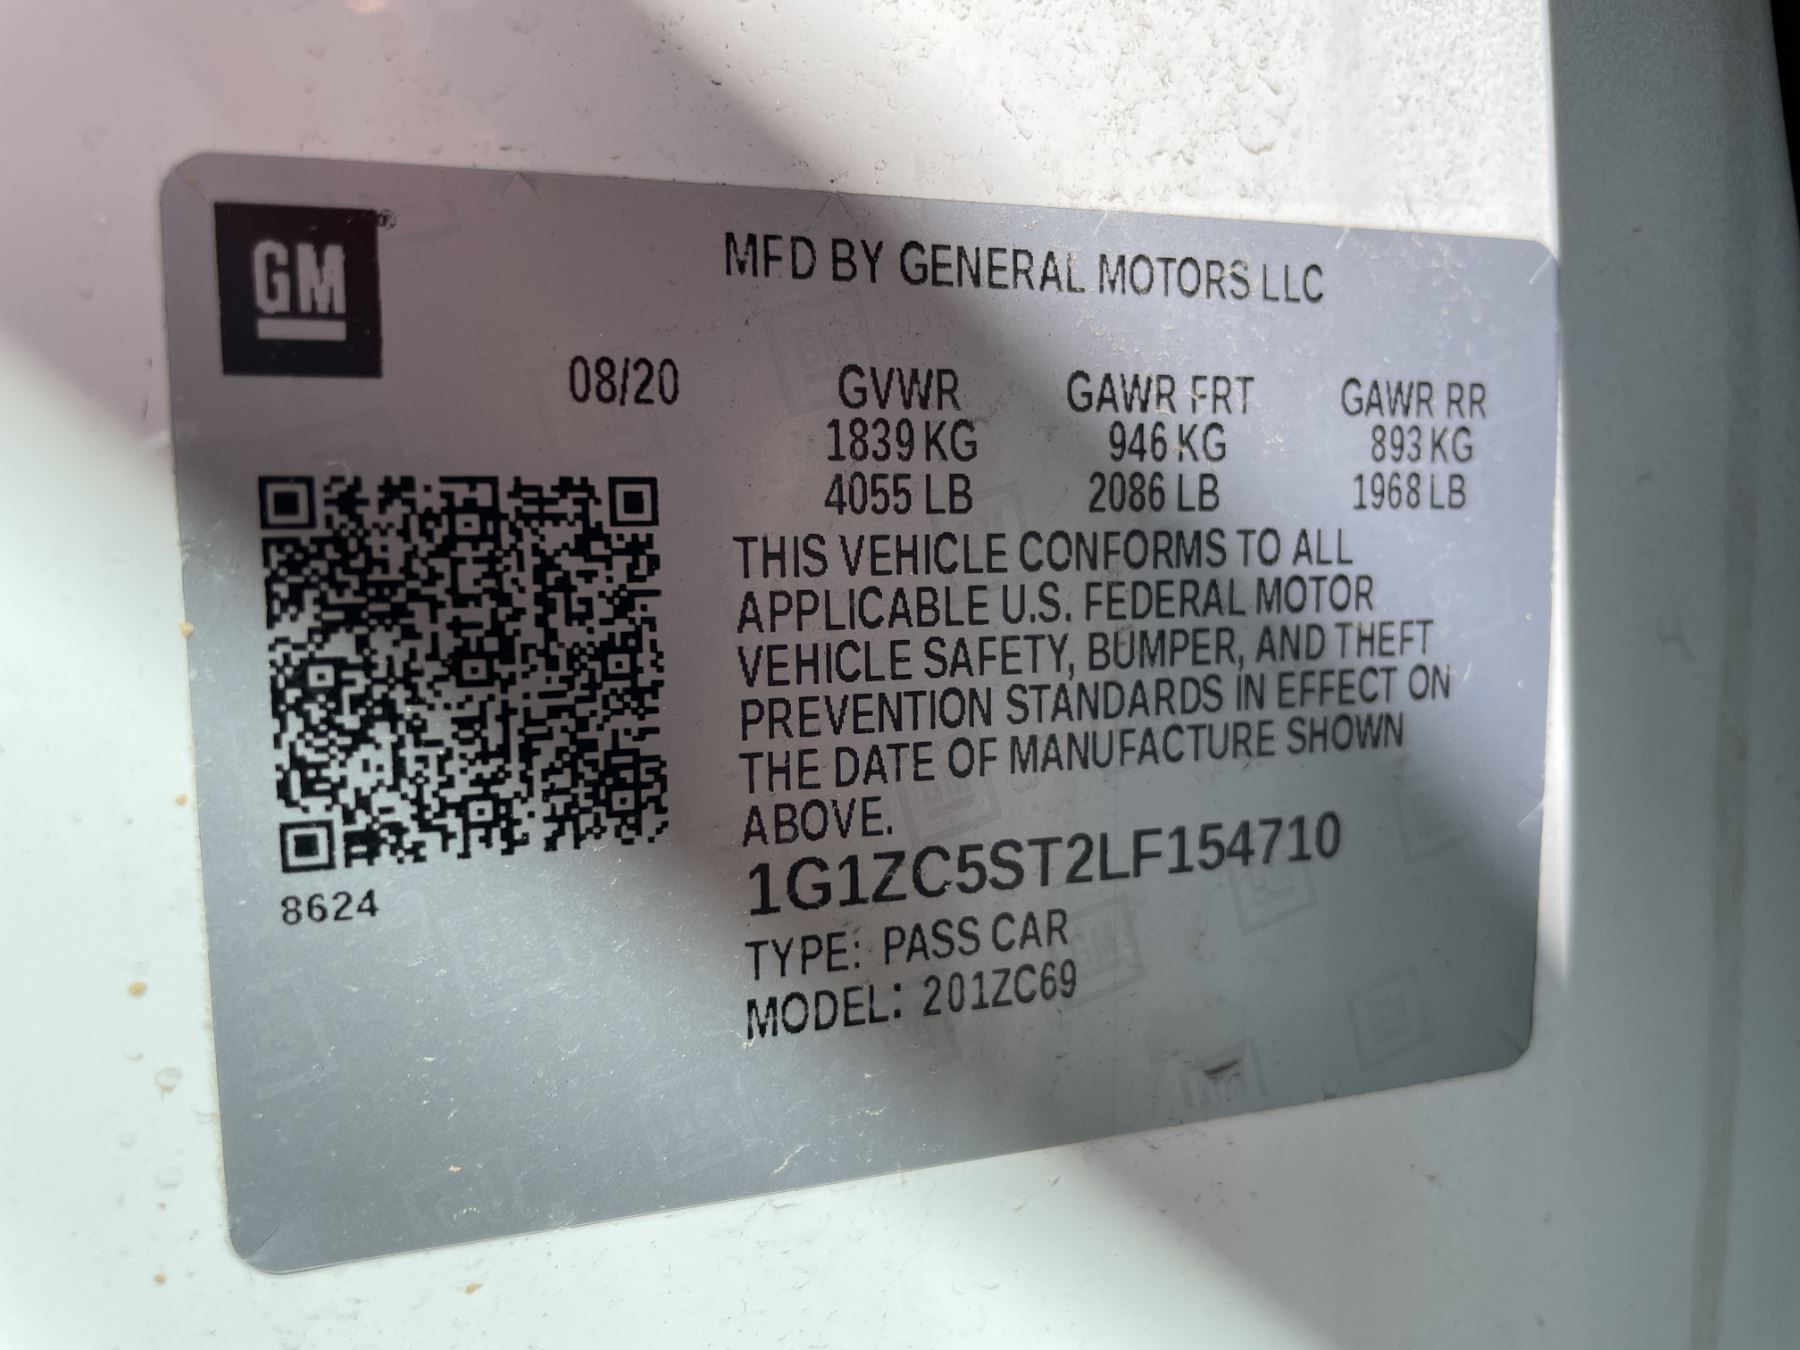 GM
MFD BY GENERAL MOTORS LLC
08/20
GVWR GAWR FRT GAWR RR
1839 KG 946 KG 893 KG
4055 LB 2086 LB 1968 LB
THIS VEHICLE CONFORMS TO ALL
APPLICABLE U.S. FEDERAL MOTOR
VEHICLE SAFETY, BUMPER, AND THEFT
PREVENTION STANDARDS IN EFFECT ON
THE DATE OF MANUFACTURE SHOWN
ABOVE.
1G1ZC5ST2LF154710
8624
TYPE: PASS CAR
MODEL: 201ZC69